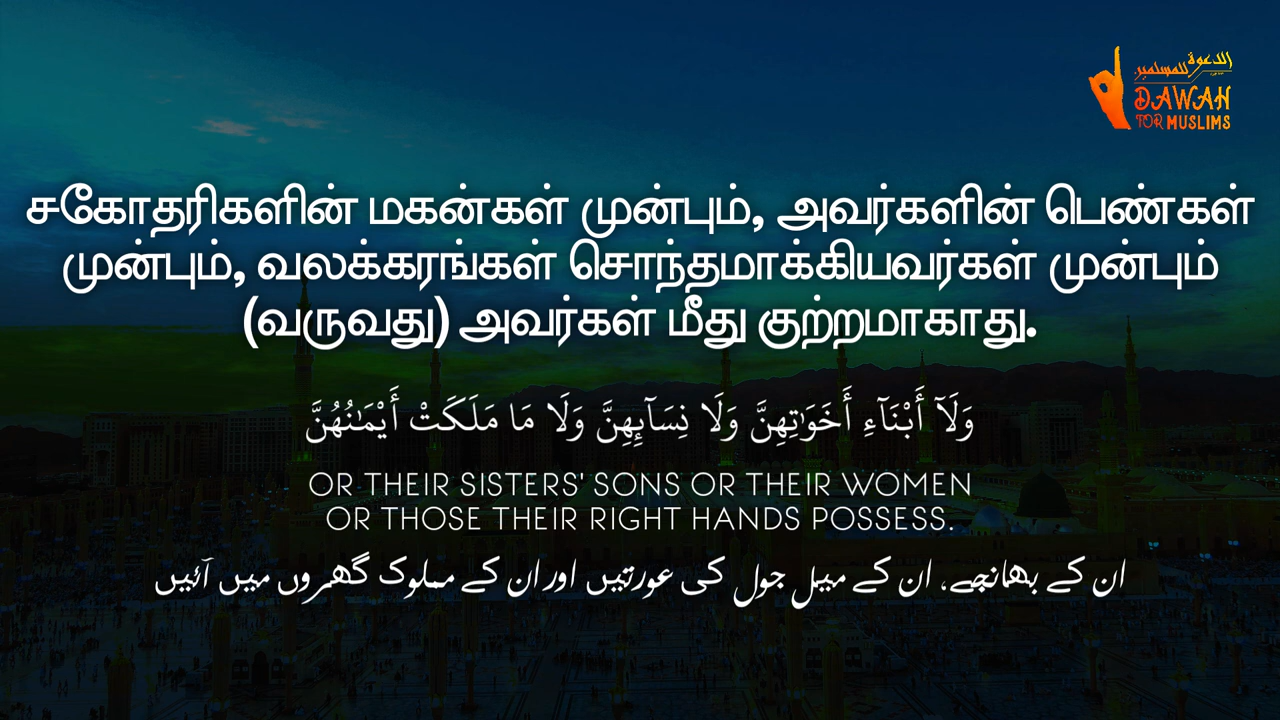 الدعوة للمسلمين
DAWAH
FOR MUSLIMS
சகோதரிகளின் மகன்கள் முன்பும், அவர்களின் பெண்கள்
முன்பும், வலக்கரங்கள் சொந்தமாக்கியவர்கள் முன்பும்
(வருவது) அவர்கள் மீது குற்றமாகாது.
وَلَآ أَبْنَآءِ أَخَوَٰتِهِنَّ وَلَا نِسَآئِهِنَّ وَلَا مَا مَلَكَتْ أَيْمَـٰنُهُنَّ
OR THEIR SISTERS' SONS OR THEIR WOMEN
OR THOSE THEIR RIGHT HANDS POSSESS.
ان کے بھانجے، ان کے میل جول کی عورتیں اور ان کے مملوک گھروں میں آئیں